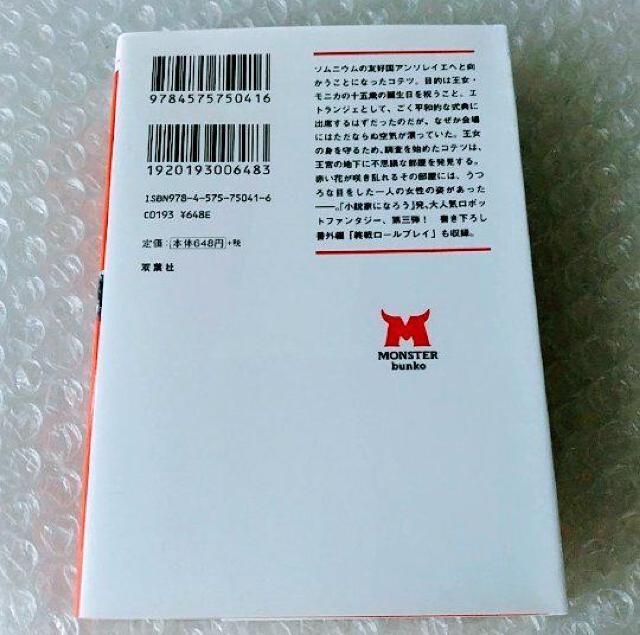 9784575750416
1920193006483
ISBN978-4-575-75041-6
C0193 ¥648E
定価：本体648円+税
双葉社
ソムニウムの友好国アンソレイエへと向
かうことになったコテツ。目的は王女・
モニカの十五歳の誕生日を祝うこと。エ
トランジェとして、ごく平和的な式典に
出席するはずだったのだが、なぜか会場
にはただならぬ空気が漂っていた。王女
の身を守るため、調査を始めたコテツは、
王宮の地下に不思議な部屋を発見する。
赤い花が咲き乱れるその部屋には、うつ
ろな目をした一人の女性の姿があった
――。「小説家になろう」発、大人気ロボッ
トファンタジー、第三弾！ 書き下ろし
番外編「終戦ロールプレイ」も収録。
M
MONSTER
bunko